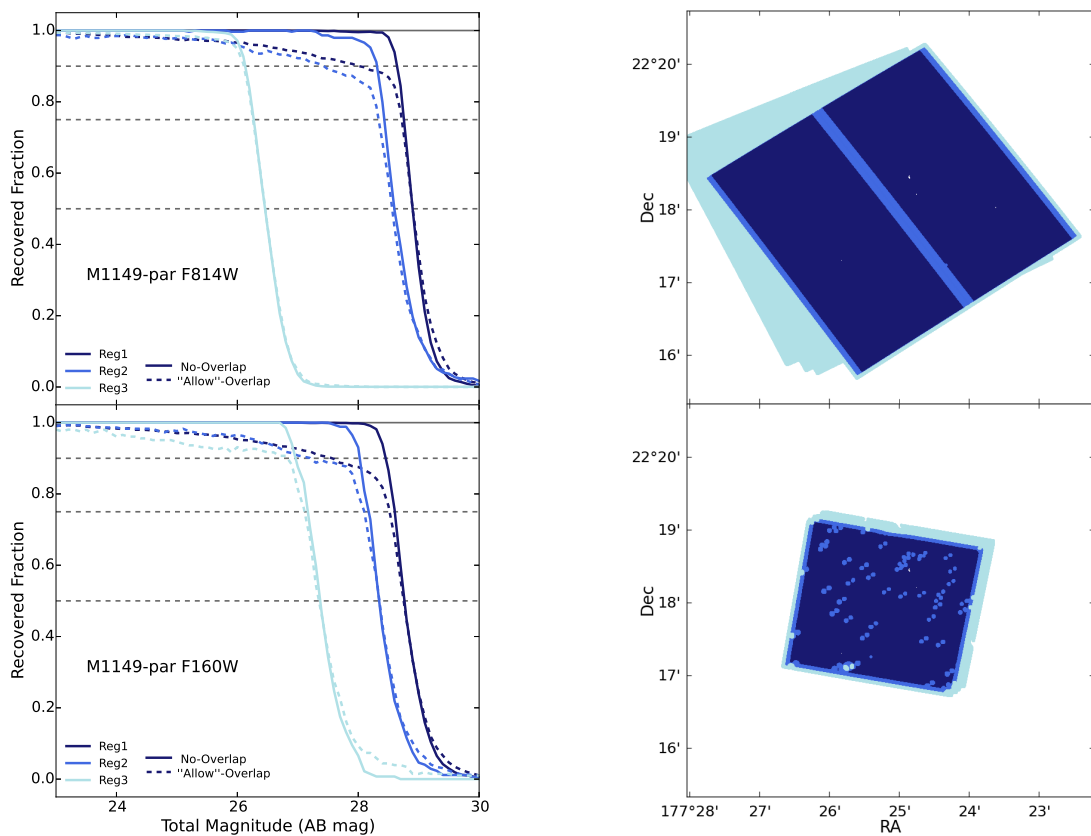 1.0
0.8
0.6
0.4
0.2
0.0
Recovered Fraction
M1149-par F814W
Reg1
Reg2
Reg3
No-Overlap
"Allow"-Overlap
22°20'
19'
18'
17'
16'
Dec
1.0
0.8
0.6
0.4
0.2
0.0
Recovered Fraction
M1149-par F160W
Reg1
Reg2
Reg3
No-Overlap
"Allow"-Overlap
24
26
28
30
Total Magnitude (AB mag)
22°20'
19'
18'
17'
16'
Dec
177°28'
27'
26'
25'
24'
23'
RA